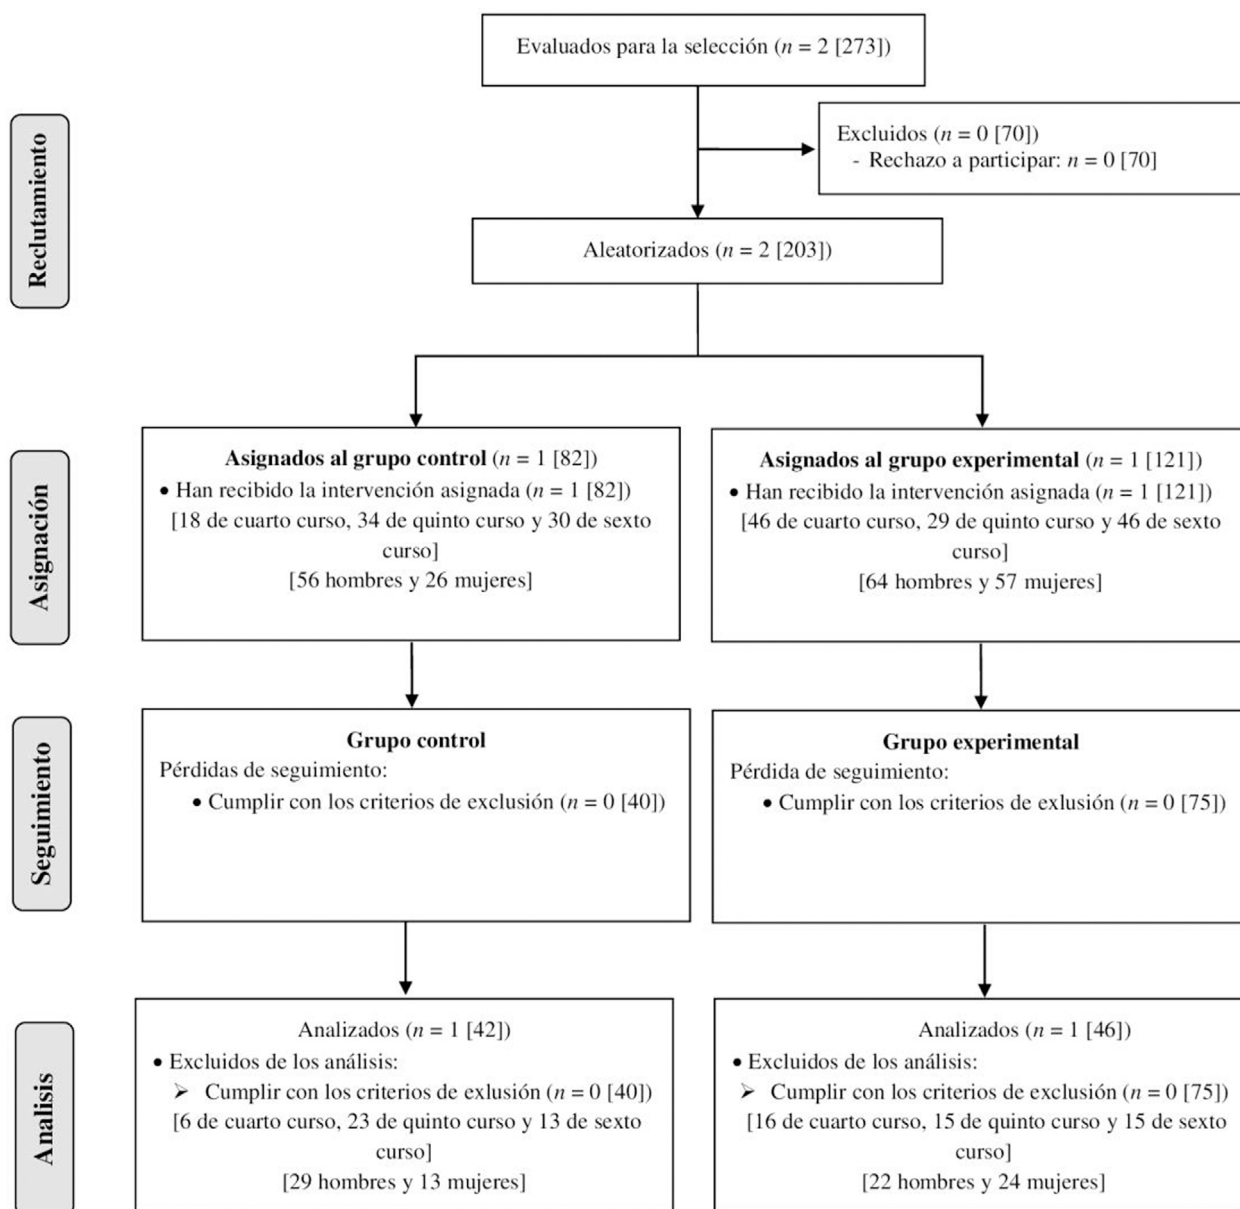 Evaluados para la selección (n = 2 [273])
Reclutamiento
Excluidos (n = 0 [70])
- Rechazo a participar: n = 0 [70]
Aleatorizados (n = 2 [203])
Asignación
Asignados al grupo control (n = 1 [82])
• Han recibido la intervención asignada (n = 1 [82])
[18 de cuarto curso, 34 de quinto curso y 30 de sexto
curso]
[56 hombres y 26 mujeres]
Asignados al grupo experimental (n = 1 [121])
• Han recibido la intervención asignada (n = 1 [121])
[46 de cuarto curso, 29 de quinto curso y 46 de sexto
curso]
[64 hombres y 57 mujeres]
Seguimiento
Grupo control
Pérdidas de seguimiento:
• Cumplir con los criterios de exclusión (n = 0 [40])
Grupo experimental
Pérdida de seguimiento:
• Cumplir con los criterios de exlusión (n = 0 [75])
Analisis
Analizados (n = 1 [42])
• Excluidos de los análisis:
➢ Cumplir con los criterios de exlusión (n = 0 [40])
[6 de cuarto curso, 23 de quinto curso y 13 de sexto
curso]
[29 hombres y 13 mujeres]
Analizados (n = 1 [46])
• Excluidos de los análisis:
➢ Cumplir con los criterios de exclusión (n = 0 [75])
[16 de cuarto curso, 15 de quinto curso y 15 de sexto
curso]
[22 hombres y 24 mujeres]